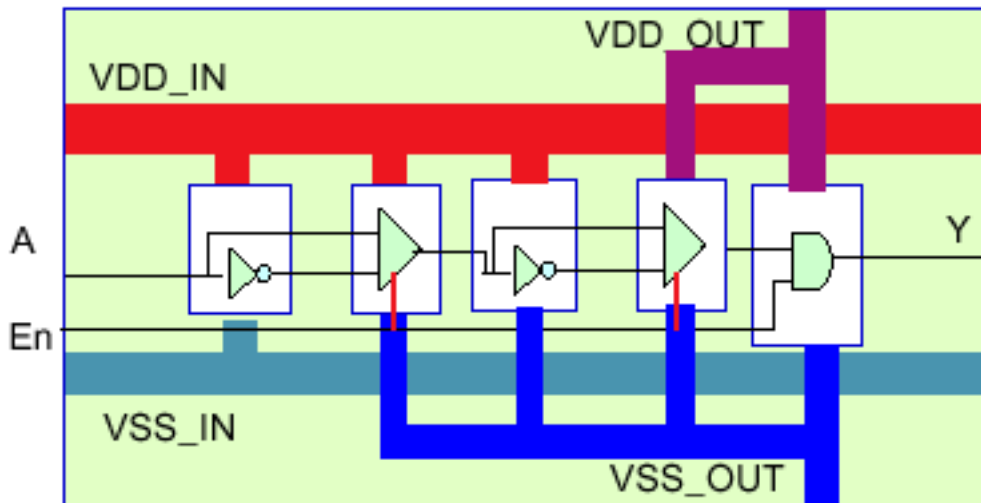 VDD_OUT
VDD_IN
A
Y
En
VSS_IN
VSS_OUT